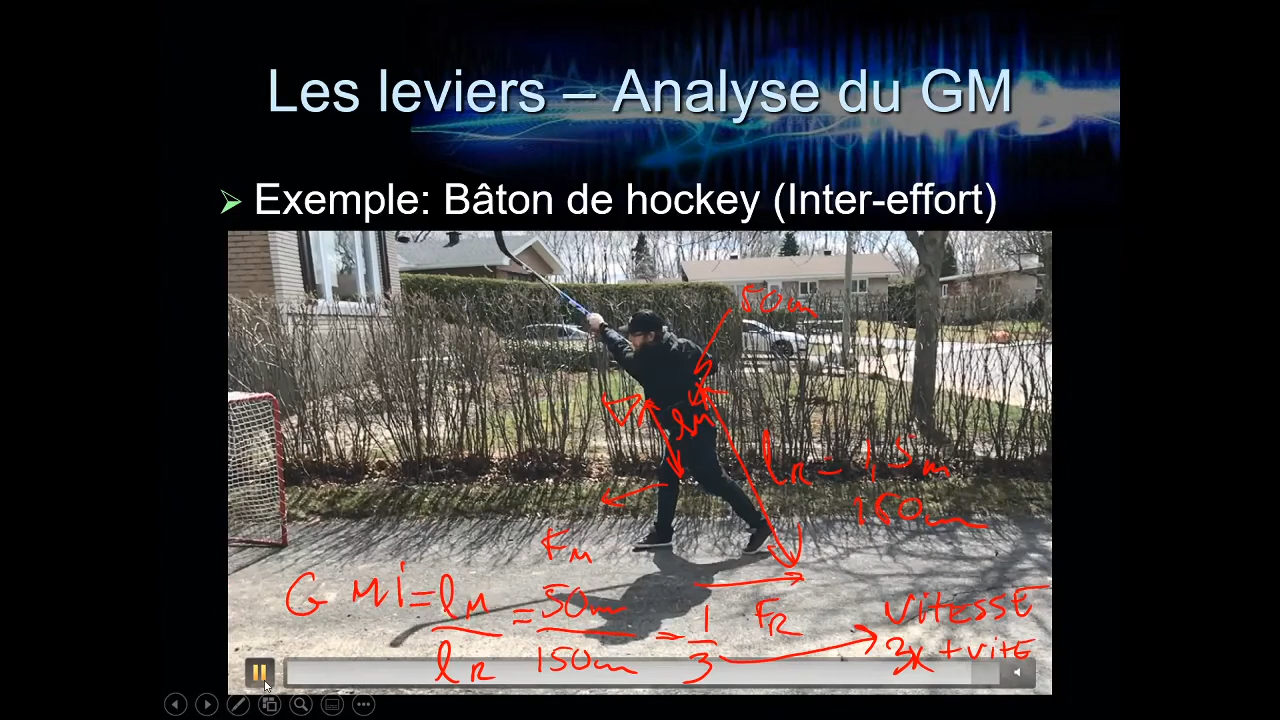 Les leviers – Analyse du GM
Exemple: Bâton de hockey (Inter-effort)
50cm
lM
lR = 1,5m
150cm
FM
GMi = lM / lR = 50cm / 150cm = 1/3
FR
VITESSE
3x + VITE